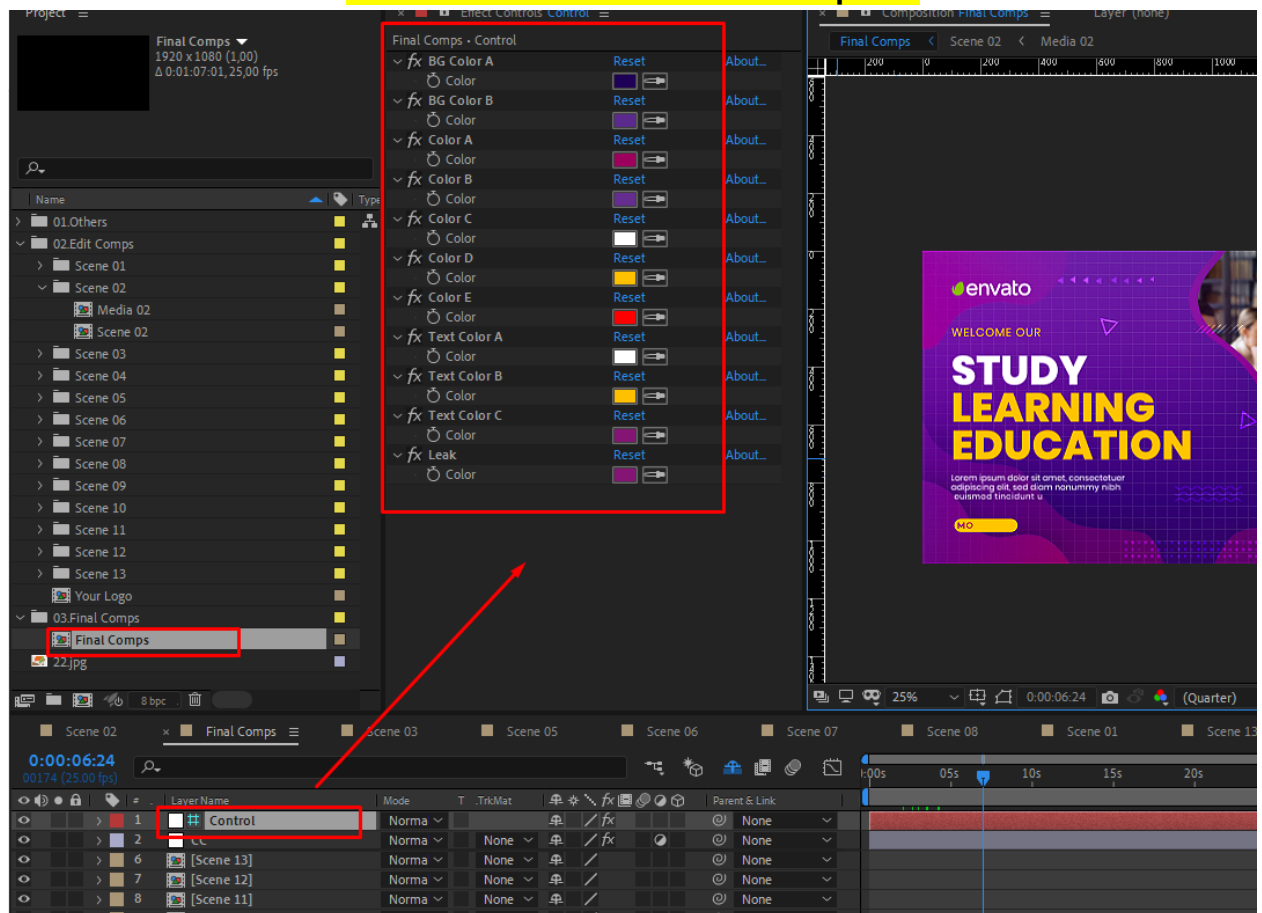 Project
Effect Controls Control
Composition Final Comps
Layer (none)
Final Comps
1920 x 1080 (1,00)
Δ 0:01:07:01, 25,00 fps
Final Comps • Control
BG Color A Reset About...
Color
BG Color B Reset About...
Color
Color A Reset About...
Color
Color B Reset About...
Color
Color C Reset About...
Color
Color D Reset About...
Color
Color E Reset About...
Color
Text Color A Reset About...
Color
Text Color B Reset About...
Color
Text Color C Reset About...
Color
Leak Reset About...
Color
Final Comps Scene 02 Media 02
200 0 200 400 600 800 1000
Name Type
01.Others
02.Edit Comps
Scene 01
Scene 02
Media 02
Scene 02
Scene 03
Scene 04
Scene 05
Scene 06
Scene 07
Scene 08
Scene 09
Scene 10
Scene 11
Scene 12
Scene 13
Your Logo
03.Final Comps
Final Comps
22.jpg
8 bpc
envato
WELCOME OUR
STUDY
LEARNING
EDUCATION
Lorem ipsum dolor sit amet, consectetuer
adipiscing elit, sed diam nonummy nibh
euismod tincidunt u
MO
25% 0:00:06:24 (Quarter)
Scene 02 Final Comps Scene 03 Scene 05 Scene 06 Scene 07 Scene 08 Scene 01 Scene 13
0:00:06:24
00174 (25.00 fps)
:00s 05s 10s 15s 20s
# Layer Name Mode T .TrkMat Parent & Link
1 Control Norma None
2 CC Norma None None
6 [Scene 13] Norma None None
7 [Scene 12] Norma None None
8 [Scene 11] Norma None None